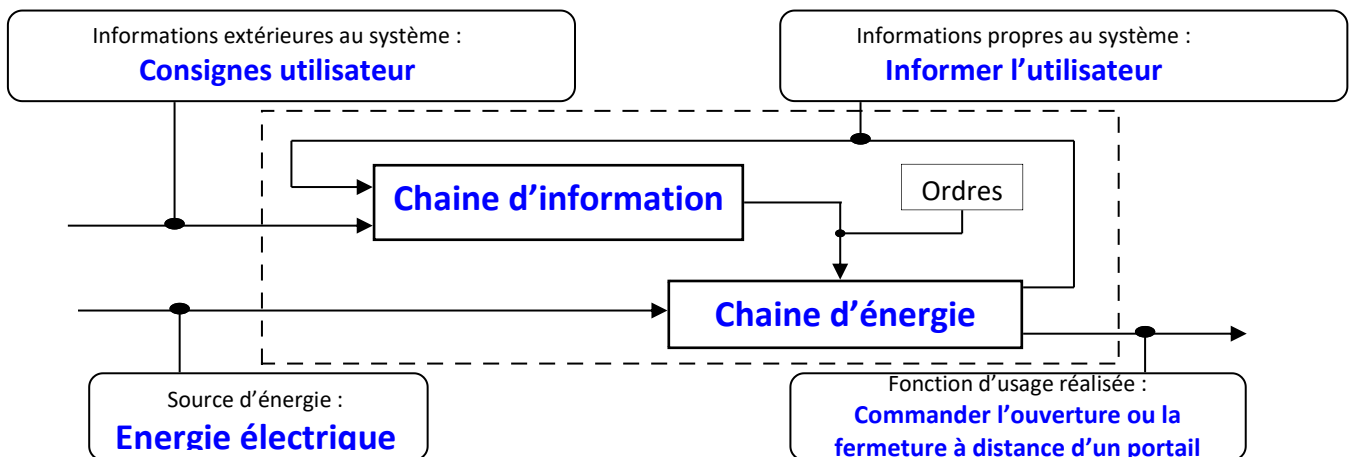 Informations extérieures au système :
Consignes utilisateur
Informations propres au système :
Informer l’utilisateur
Chaine d’information
Ordres
Chaine d’énergie
Source d’énergie :
Energie électrique
Fonction d’usage réalisée :
Commander l’ouverture ou la
fermeture à distance d’un portail